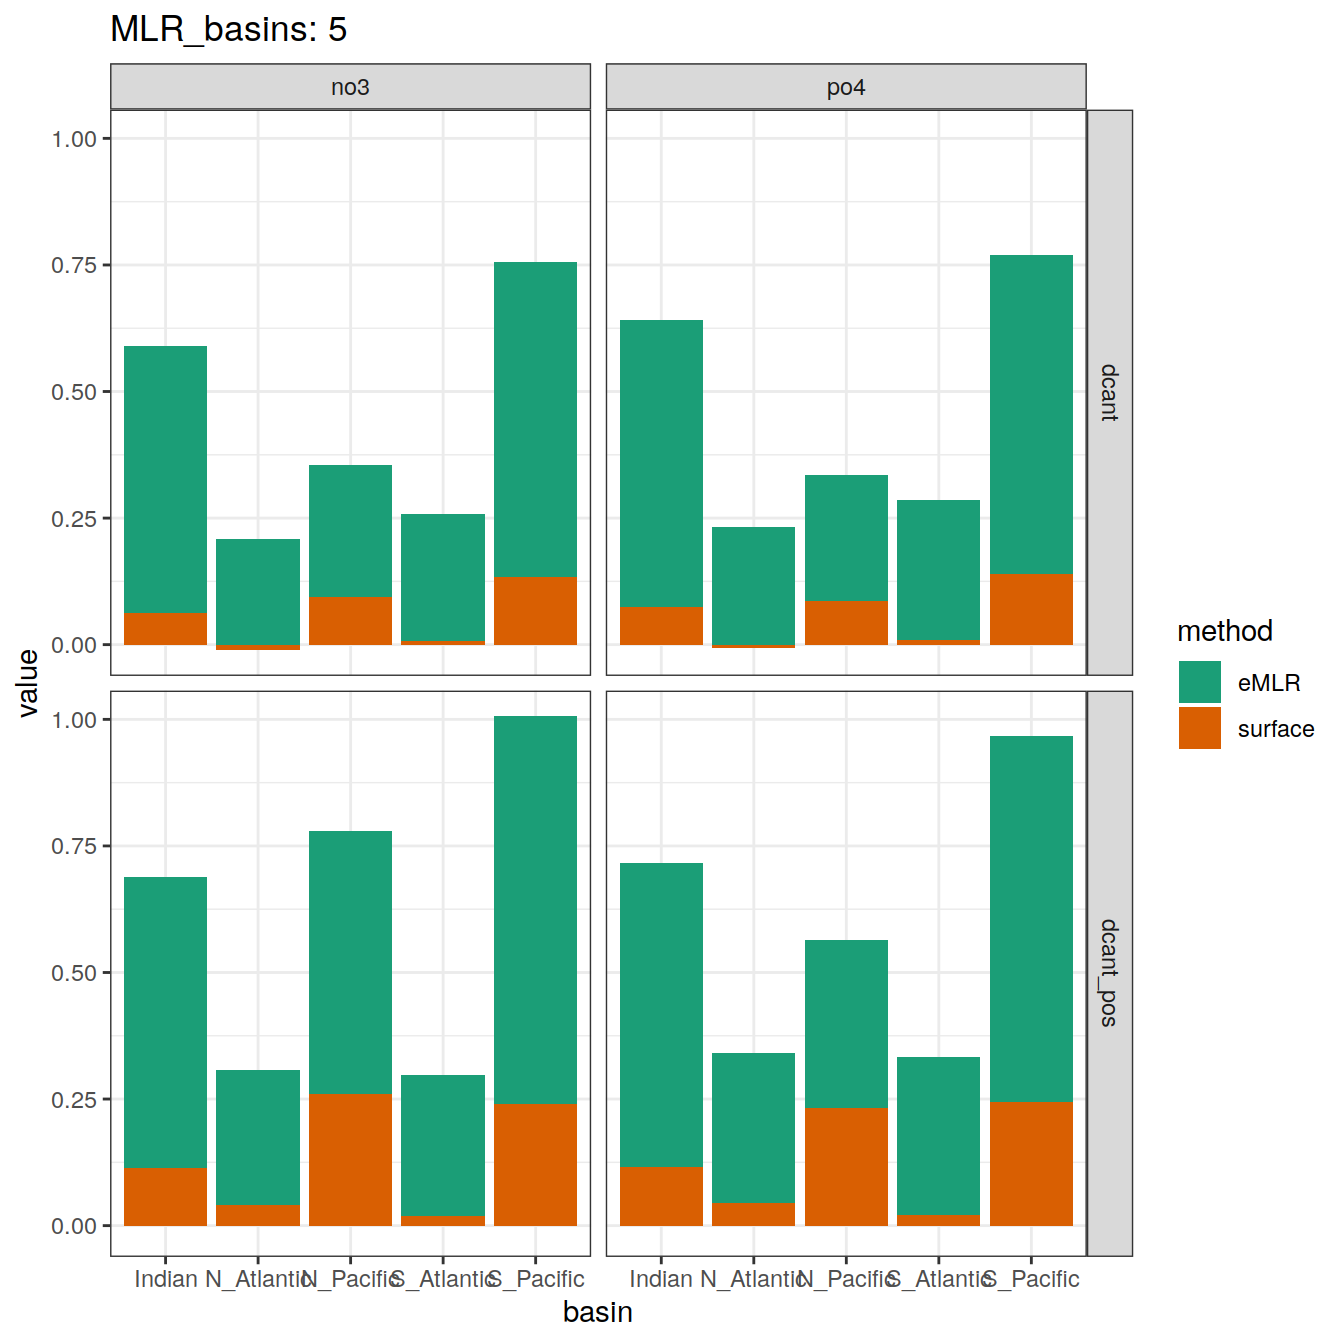 MLR_basins: 5
no3
po4
1.00
0.75
0.50
0.25
0.00
dcant
1.00
0.75
0.50
0.25
0.00
dcant_pos
value
Indian N_Atlantic N_Pacific S_Atlantic S_Pacific
Indian N_Atlantic N_Pacific S_Atlantic S_Pacific
basin
method
eMLR
surface